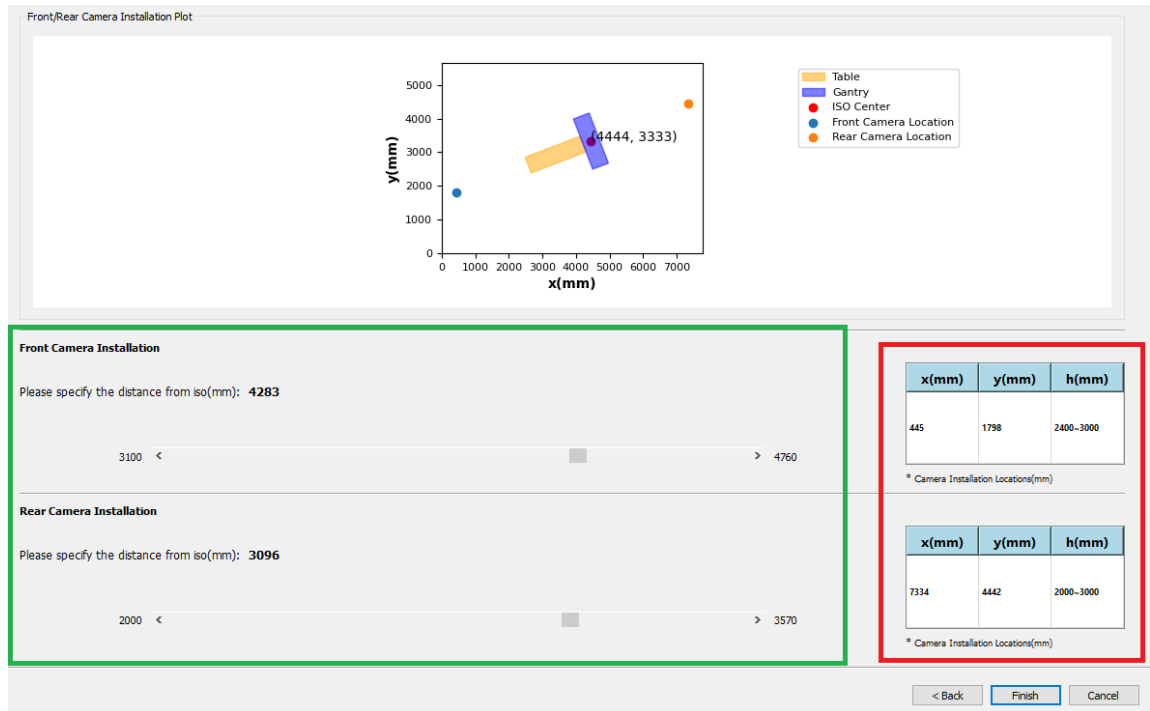 Front/Rear Camera Installation Plot
5000
4000
3000
2000
1000
0
y(mm)
(4444, 3333)
0 1000 2000 3000 4000 5000 6000 7000
x(mm)
Table
Gantry
ISO Center
Front Camera Location
Rear Camera Location
Front Camera Installation
Please specify the distance from iso(mm): 4283
3100 < > 4760
x(mm) y(mm) h(mm)
445 1798 2400~3000
* Camera Installation Locations(mm)
Rear Camera Installation
Please specify the distance from iso(mm): 3096
2000 < > 3570
x(mm) y(mm) h(mm)
7334 4442 2000~3000
* Camera Installation Locations(mm)
< Back Finish Cancel